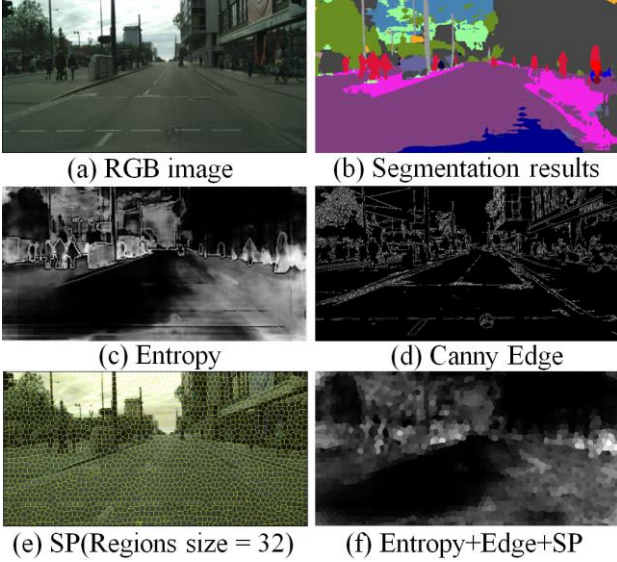 (a) RGB image
(b) Segmentation results
(c) Entropy
(d) Canny Edge
(e) SP(Regions size = 32)
(f) Entropy+Edge+SP